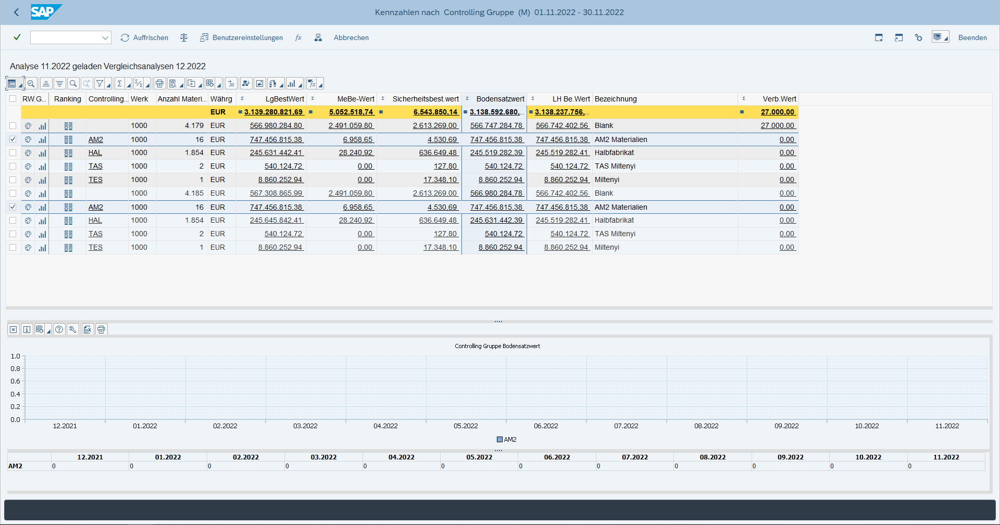 SAP
Kennzahlen nach Controlling Gruppe (M) 01.11.2022 - 30.11.2022
Auffrischen Benutzereinstellungen Abbrechen Beenden
Analyse 11.2022 geladen Vergleichsanalysen 12.2022
RW G... Ranking Controlling... Werk Anzahl Materi... Währg Σ LgBestWert Σ MeBe-Wert Σ Sicherheitsbest.wert Σ Bodensatzwert Σ LH Be.Wert Bezeichnung Σ Verb.Wert
EUR 3.139.280.821,69 5.052.518,74 6.543.850,14 3.138.592.680,... 3.138.237.756,... 27.000,00
1000 4.179 EUR 566.980.284,80 2.491.059,80 2.613.269,00 566.747.284,78 566.742.402,56 Blank 27.000,00
AM2 1000 16 EUR 747.456.815,38 6.958,65 4.530,69 747.456.815,38 747.456.815,38 AM2 Materialien 0,00
HAL 1000 1.854 EUR 245.631.442,41 28.240,92 636.649,48 245.519.282,39 245.519.282,41 Halbfabrikat 0,00
TAS 1000 2 EUR 540.124,72 0,00 127,80 540.124,72 540.124,72 TAS Miltenyi 0,00
TES 1000 1 EUR 8.860.252,94 0,00 17.348,10 8.860.252,94 8.860.252,94 Miltenyi 0,00
1000 4.185 EUR 567.308.865,99 2.491.059,80 2.613.269,00 566.980.284,78 566.742.402,56 Blank 0,00
AM2 1000 16 EUR 747.456.815,38 6.958,65 4.530,69 747.456.815,38 747.456.815,38 AM2 Materialien 0,00
HAL 1000 1.854 EUR 245.645.842,41 28.240,92 636.649,48 245.631.442,39 245.519.282,41 Halbfabrikat 0,00
TAS 1000 2 EUR 540.124,72 0,00 127,80 540.124,72 540.124,72 TAS Miltenyi 0,00
TES 1000 1 EUR 8.860.252,94 0,00 17.348,10 8.860.252,94 8.860.252,94 Miltenyi 0,00
Controlling Gruppe Bodensatzwert
1.0
0.8
0.6
0.4
0.2
0.0
12.2021 01.2022 02.2022 03.2022 04.2022 05.2022 06.2022 07.2022 08.2022 09.2022 10.2022 11.2022
AM2
12.2021 01.2022 02.2022 03.2022 04.2022 05.2022 06.2022 07.2022 08.2022 09.2022 10.2022 11.2022
AM2 0 0 0 0 0 0 0 0 0 0 0 0